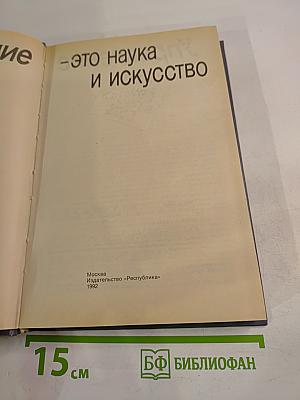 ние
– это наука
и искусство
Москва
Издательство «Республика»
1992
15 см
БФ БИБЛИОФАН